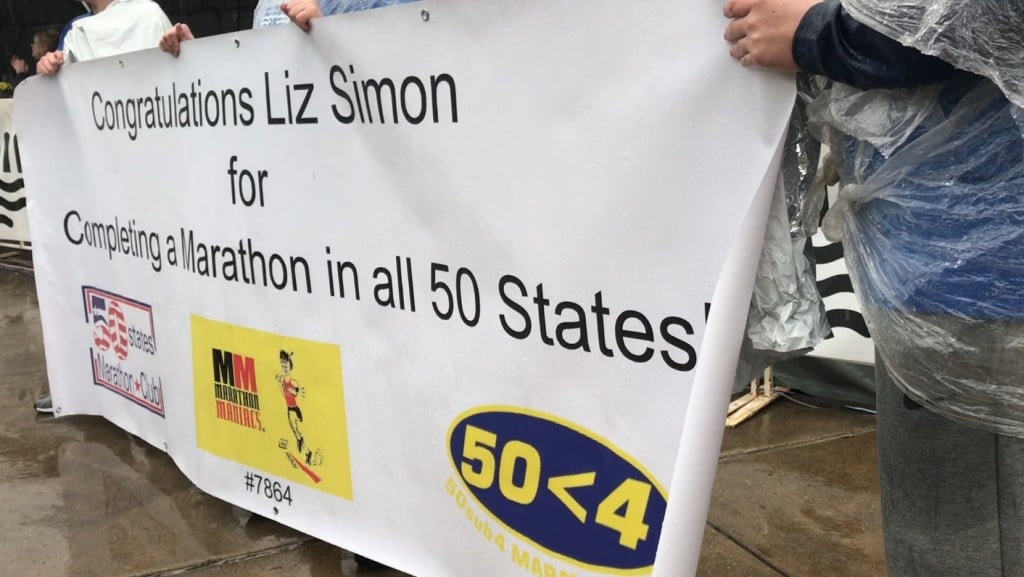 Congratulations Liz Simon
for
Completing a Marathon in all 50 States!
50
states
Marathon Club
MM
MARATHON
MANIACS
#7864
50<4
50sub4